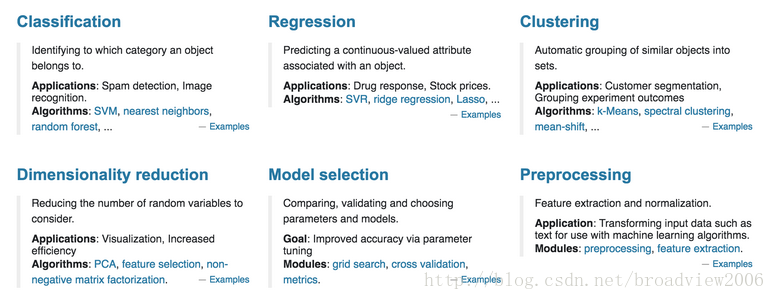 Classification
Identifying to which category an object
belongs to.
Applications: Spam detection, Image
recognition.
Algorithms: SVM, nearest neighbors,
random forest, ...
— Examples
Regression
Predicting a continuous-valued attribute
associated with an object.
Applications: Drug response, Stock prices.
Algorithms: SVR, ridge regression, Lasso, ...
— Examples
Clustering
Automatic grouping of similar objects into
sets.
Applications: Customer segmentation,
Grouping experiment outcomes
Algorithms: k-Means, spectral clustering,
mean-shift, ...
— Examples
Dimensionality reduction
Reducing the number of random variables to
consider.
Applications: Visualization, Increased
efficiency
Algorithms: PCA, feature selection, non-
negative matrix factorization.
— Examples
Model selection
Comparing, validating and choosing
parameters and models.
Goal: Improved accuracy via parameter
tuning
Modules: grid search, cross validation,
metrics.
— Examples
Preprocessing
Feature extraction and normalization.
Application: Transforming input data such as
text for use with machine learning algorithms.
Modules: preprocessing, feature extraction.
— Examples
http://blog.csdn.net/broadview2006